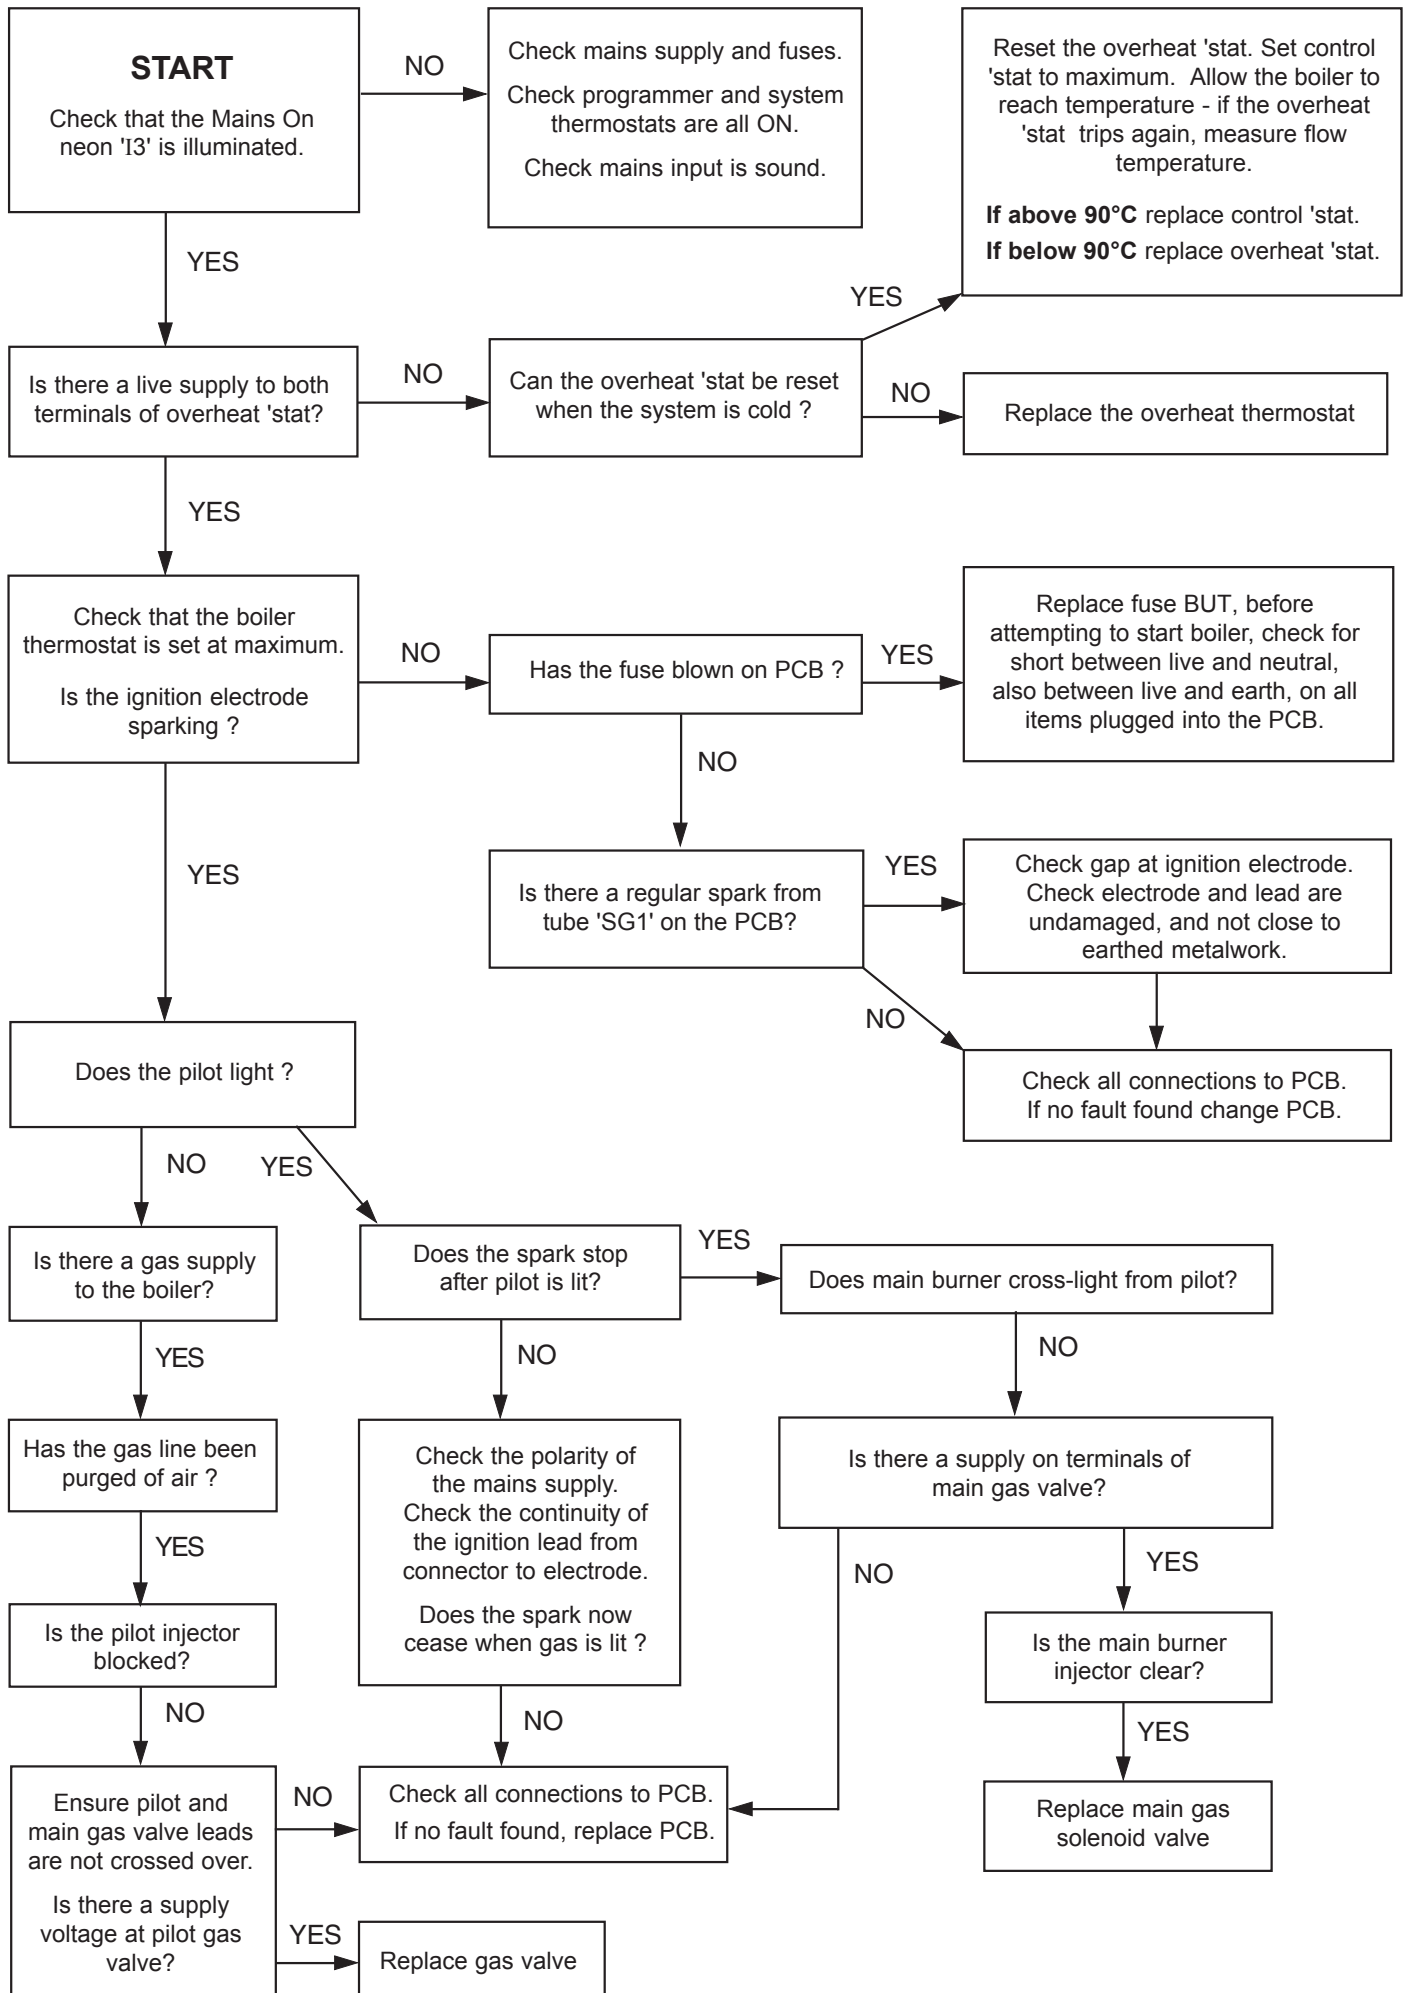 START
Check that the Mains On
neon 'I3' is illuminated.
NO
Check mains supply and fuses.
Check programmer and system
thermostats are all ON.
Check mains input is sound.
Reset the overheat 'stat. Set control
'stat to maximum. Allow the boiler to
reach temperature - if the overheat
'stat trips again, measure flow
temperature.
If above 90°C replace control 'stat.
If below 90°C replace overheat 'stat.
YES
YES
Is there a live supply to both
terminals of overheat 'stat?
NO
Can the overheat 'stat be reset
when the system is cold ?
NO
Replace the overheat thermostat
YES
Check that the boiler
thermostat is set at maximum.
Is the ignition electrode
sparking ?
NO
Has the fuse blown on PCB ?
YES
Replace fuse BUT, before
attempting to start boiler, check for
short between live and neutral,
also between live and earth, on all
items plugged into the PCB.
NO
YES
Is there a regular spark from
tube 'SG1' on the PCB?
YES
Check gap at ignition electrode.
Check electrode and lead are
undamaged, and not close to
earthed metalwork.
NO
Check all connections to PCB.
If no fault found change PCB.
Does the pilot light ?
NO
YES
Is there a gas supply
to the boiler?
Does the spark stop
after pilot is lit?
YES
Does main burner cross-light from pilot?
YES
NO
NO
Has the gas line been
purged of air ?
Check the polarity of
the mains supply.
Check the continuity of
the ignition lead from
connector to electrode.
Does the spark now
cease when gas is lit ?
Is there a supply on terminals of
main gas valve?
YES
NO
YES
Is the pilot injector
blocked?
Is the main burner
injector clear?
NO
NO
YES
Ensure pilot and
main gas valve leads
are not crossed over.
Is there a supply
voltage at pilot gas
valve?
NO
Check all connections to PCB.
If no fault found, replace PCB.
Replace main gas
solenoid valve
YES
Replace gas valve